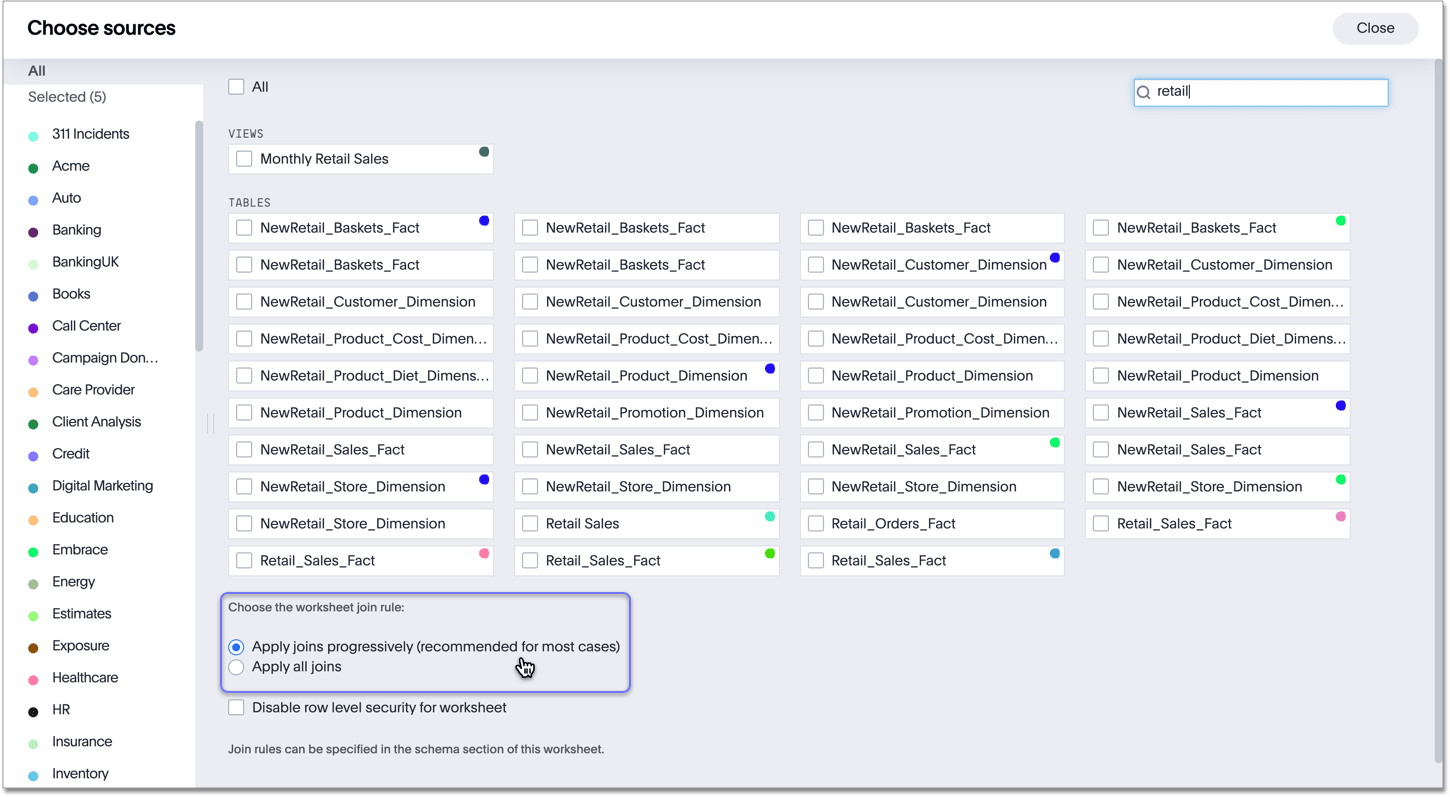 Choose sources
Close
All
Selected (5)
311 Incidents
Acme
Auto
Banking
BankingUK
Books
Call Center
Campaign Don...
Care Provider
Client Analysis
Credit
Digital Marketing
Education
Embrace
Energy
Estimates
Exposure
Healthcare
HR
Insurance
Inventory
All
retail
VIEWS
Monthly Retail Sales
TABLES
NewRetail_Baskets_Fact NewRetail_Baskets_Fact NewRetail_Baskets_Fact NewRetail_Baskets_Fact
NewRetail_Baskets_Fact NewRetail_Baskets_Fact NewRetail_Customer_Dimension NewRetail_Customer_Dimension
NewRetail_Customer_Dimension NewRetail_Customer_Dimension NewRetail_Customer_Dimension NewRetail_Product_Cost_Dimen...
NewRetail_Product_Cost_Dimen... NewRetail_Product_Cost_Dimen... NewRetail_Product_Cost_Dimen... NewRetail_Product_Diet_Dimens...
NewRetail_Product_Diet_Dimens... NewRetail_Product_Dimension NewRetail_Product_Dimension NewRetail_Product_Dimension
NewRetail_Product_Dimension NewRetail_Promotion_Dimension NewRetail_Promotion_Dimension NewRetail_Sales_Fact
NewRetail_Sales_Fact NewRetail_Sales_Fact NewRetail_Sales_Fact NewRetail_Sales_Fact
NewRetail_Store_Dimension NewRetail_Store_Dimension NewRetail_Store_Dimension NewRetail_Store_Dimension
NewRetail_Store_Dimension Retail Sales Retail_Orders_Fact Retail_Sales_Fact
Retail_Sales_Fact Retail_Sales_Fact Retail_Sales_Fact
Choose the worksheet join rule:
Apply joins progressively (recommended for most cases)
Apply all joins
Disable row level security for worksheet
Join rules can be specified in the schema section of this worksheet.